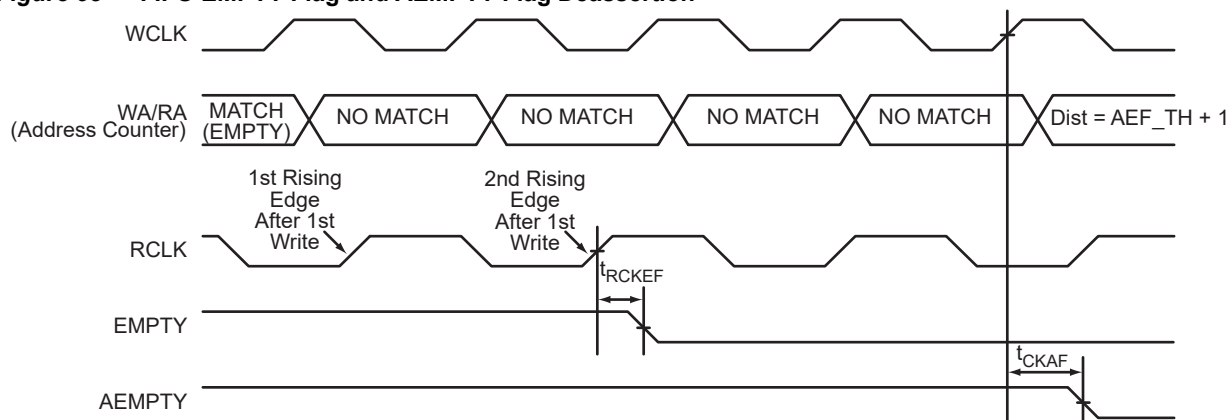 Figure FIFO EMPTY Flag and AEMPTY Flag Deassertion
WCLK
WA/RA
(Address Counter)
MATCH
(EMPTY)
NO MATCH
NO MATCH
NO MATCH
NO MATCH
Dist = AEF_TH + 1
1st Rising
Edge
After 1st
Write
2nd Rising
Edge
After 1st
Write
RCLK
tRCKEF
EMPTY
tCKAF
AEMPTY